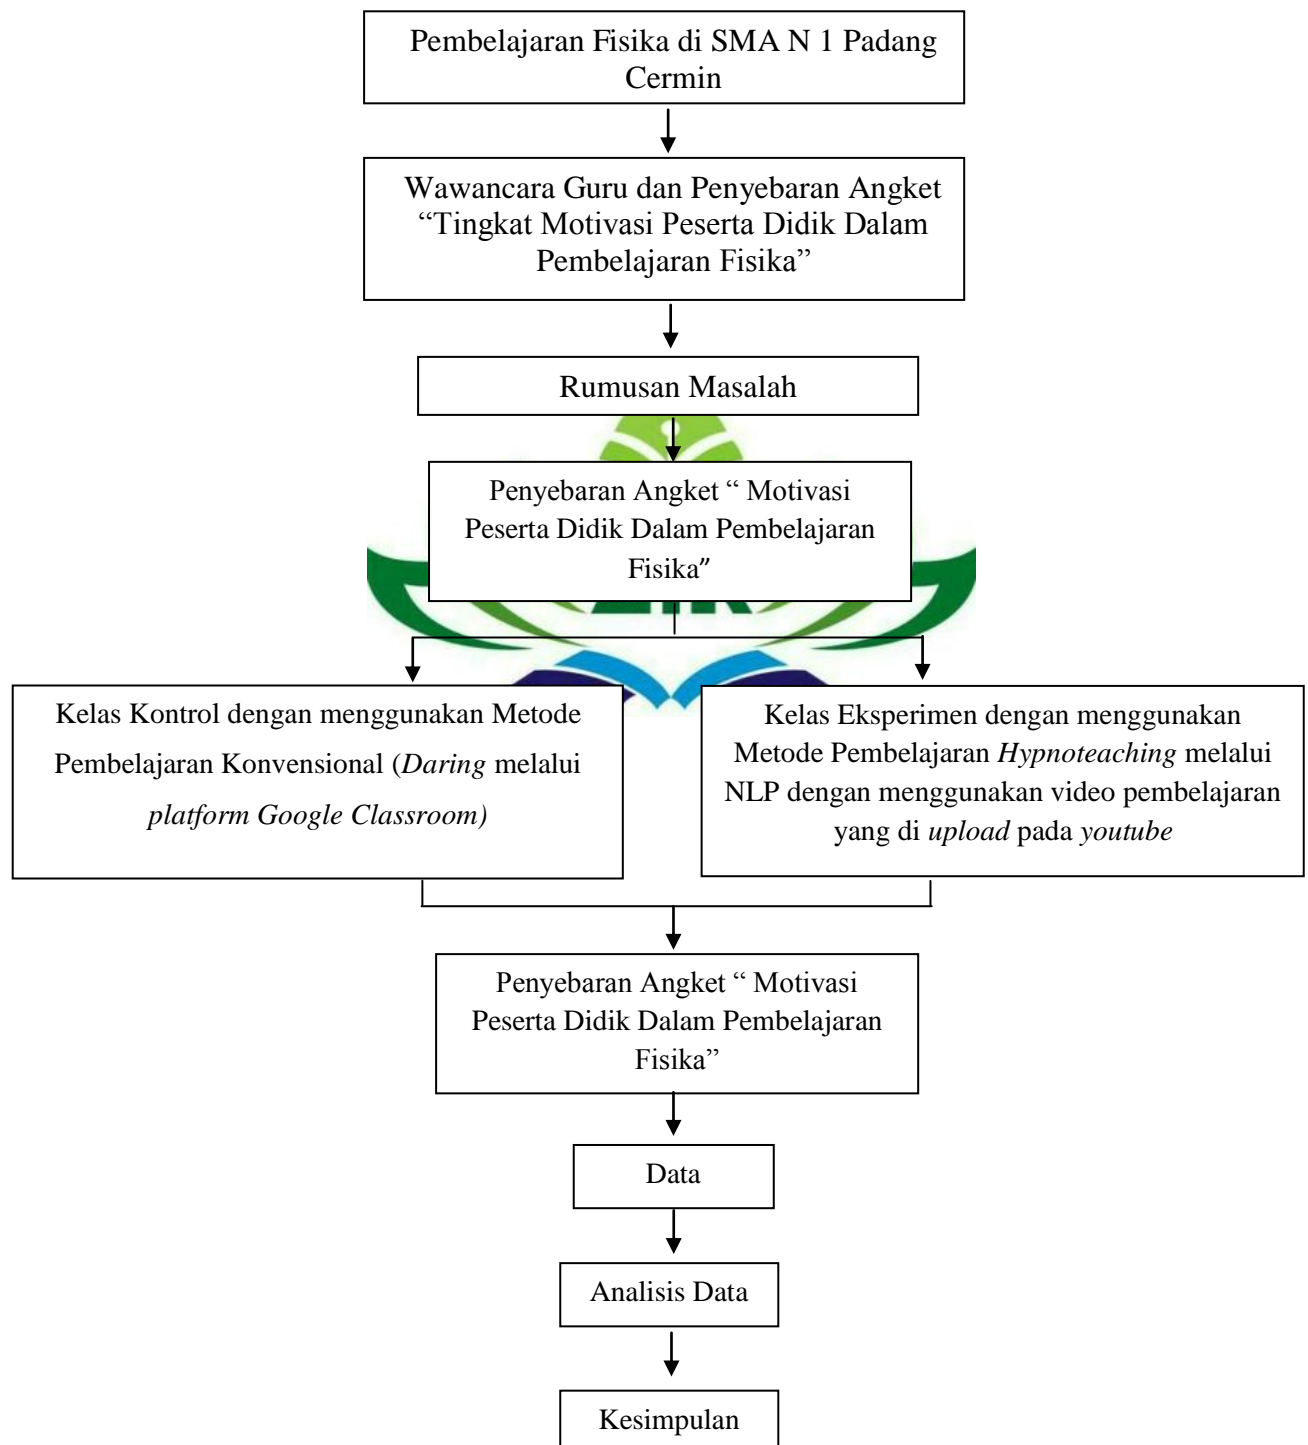 Pembelajaran Fisika di SMA N 1 Padang
Cermin
Wawancara Guru dan Penyebaran Angket
“Tingkat Motivasi Peserta Didik Dalam
Pembelajaran Fisika”
Rumusan Masalah
Penyebaran Angket “ Motivasi
Peserta Didik Dalam Pembelajaran
Fisika”
Kelas Kontrol dengan menggunakan Metode
Pembelajaran Konvensional (Daring melalui
platform Google Classroom)
Kelas Eksperimen dengan menggunakan
Metode Pembelajaran Hypnoteaching melalui
NLP dengan menggunakan video pembelajaran
yang di upload pada youtube
Penyebaran Angket “ Motivasi
Peserta Didik Dalam Pembelajaran
Fisika”
Data
Analisis Data
Kesimpulan